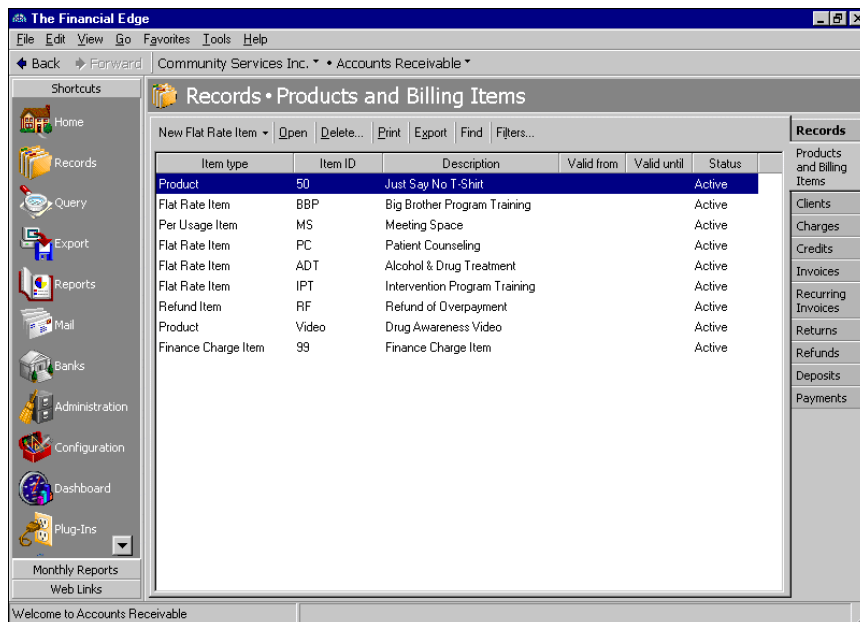 The Financial Edge
File Edit View Go Favorites Tools Help
Back Forward Community Services Inc. • Accounts Receivable
Shortcuts
Home
Records
Query
Export
Reports
Mail
Banks
Administration
Configuration
Dashboard
Plug-Ins
Monthly Reports
Web Links
Records • Products and Billing Items
New Flat Rate Item Open Delete... Print Export Find Filters...
Item type Item ID Description Valid from Valid until Status
Product 50 Just Say No T-Shirt Active
Flat Rate Item BBP Big Brother Program Training Active
Per Usage Item MS Meeting Space Active
Flat Rate Item PC Patient Counseling Active
Flat Rate Item ADT Alcohol & Drug Treatment Active
Flat Rate Item IPT Intervention Program Training Active
Refund Item RF Refund of Overpayment Active
Product Video Drug Awareness Video Active
Finance Charge Item 99 Finance Charge Item Active
Records
Products
and Billing
Items
Clients
Charges
Credits
Invoices
Recurring
Invoices
Returns
Refunds
Deposits
Payments
Welcome to Accounts Receivable